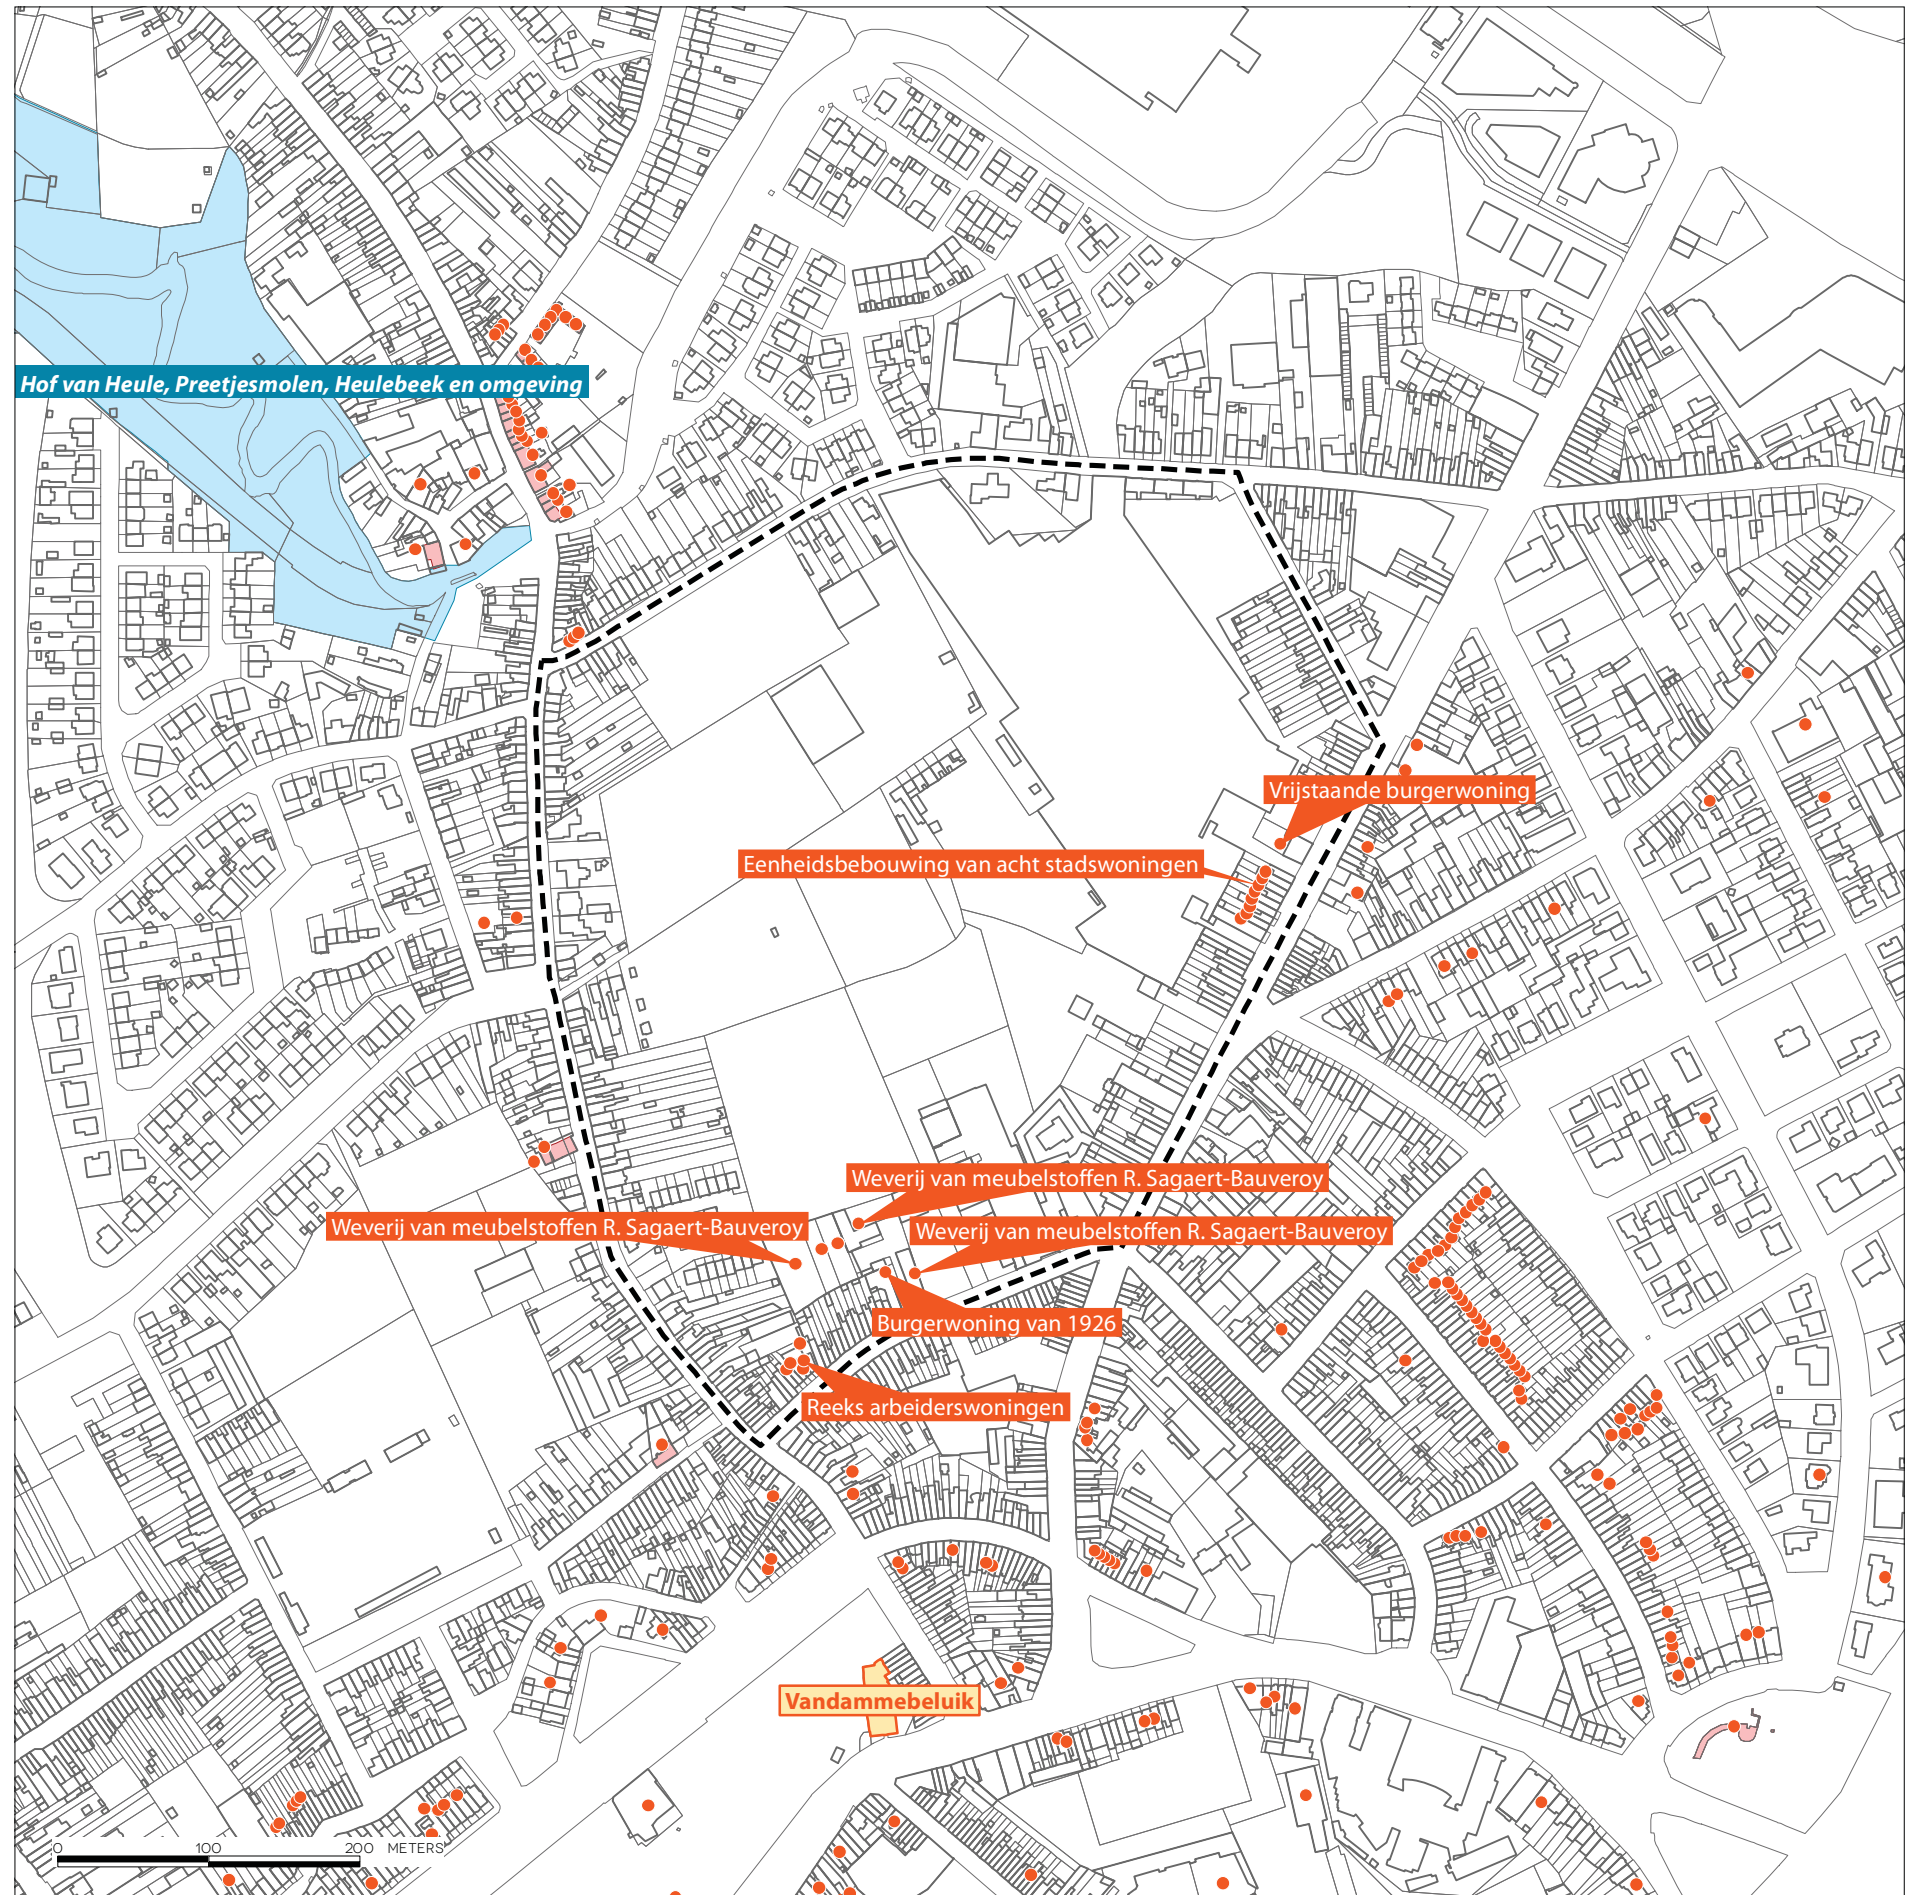 Hof van Heule, Preetjesmolen, Heulebeek en omgeving
Vrijstaande burgerwoning
Eenheidsbebouwing van acht stadswoningen
Weverij van meubelstoffen R. Sagaert-Bauveroy
Weverij van meubelstoffen R. Sagaert-Bauveroy
Weverij van meubelstoffen R. Sagaert-Bauveroy
Burgerwoning van 1926
Reeks arbeiderswoningen
Vandammebeluik
0 100 200 METERS